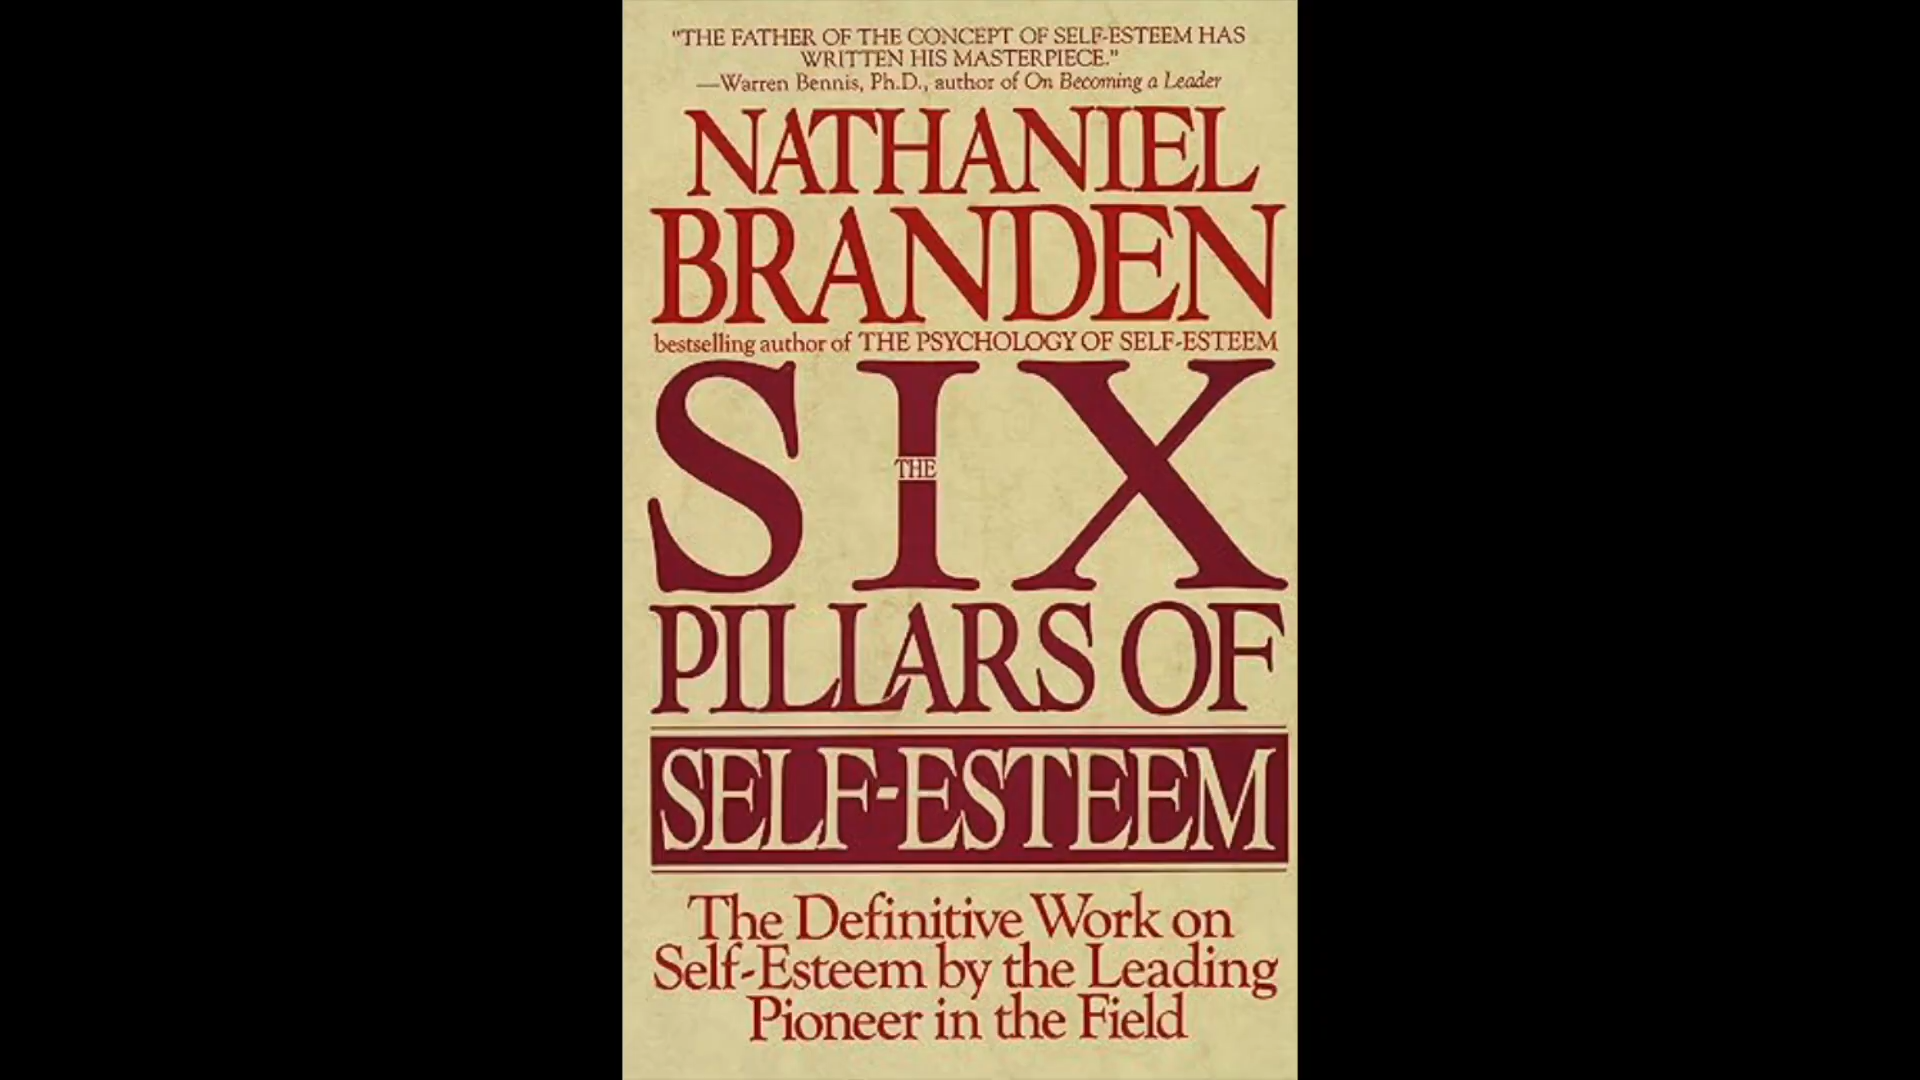 "THE FATHER OF THE CONCEPT OF SELF-ESTEEM HAS
WRITTEN HIS MASTERPIECE."
—Warren Bennis, Ph.D., author of On Becoming a Leader
NATHANIEL
BRANDEN
bestselling author of THE PSYCHOLOGY OF SELF-ESTEEM
THE
SIX
PILLARS OF
SELF-ESTEEM
The Definitive Work on
Self-Esteem by the Leading
Pioneer in the Field